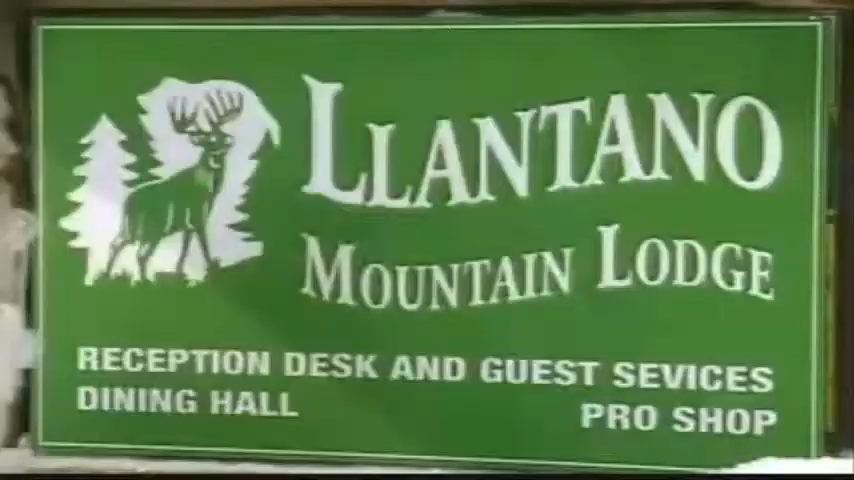 LLANTANO
MOUNTAIN LODGE
RECEPTION DESK AND GUEST SEVICES
DINING HALL PRO SHOP